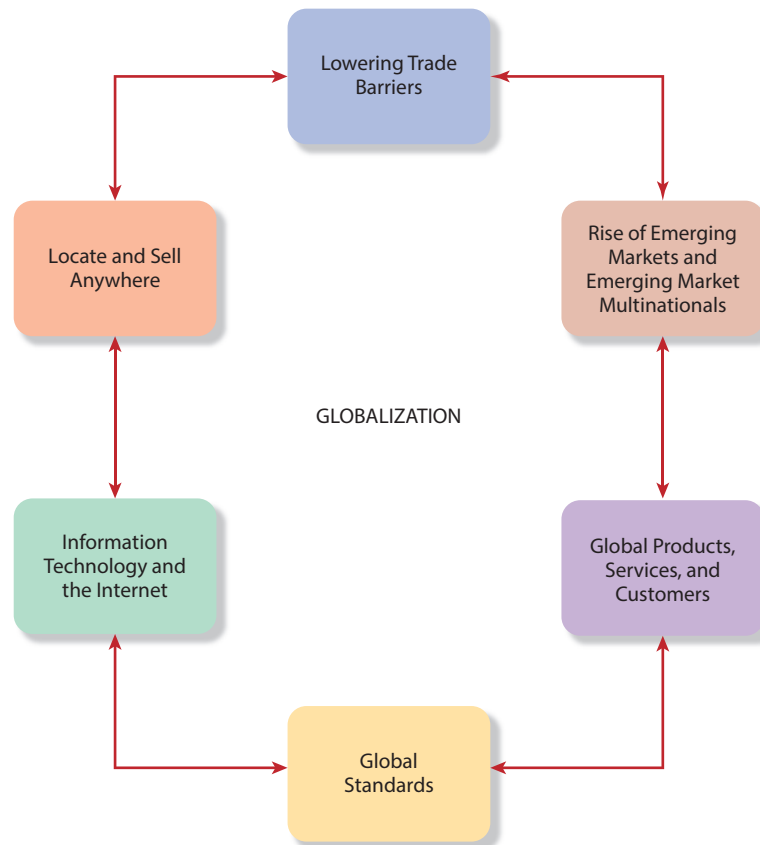 Lowering Trade
Barriers
Locate and Sell
Anywhere
Rise of Emerging
Markets and
Emerging Market
Multinationals
GLOBALIZATION
Information
Technology and
the Internet
Global Products,
Services, and
Customers
Global
Standards